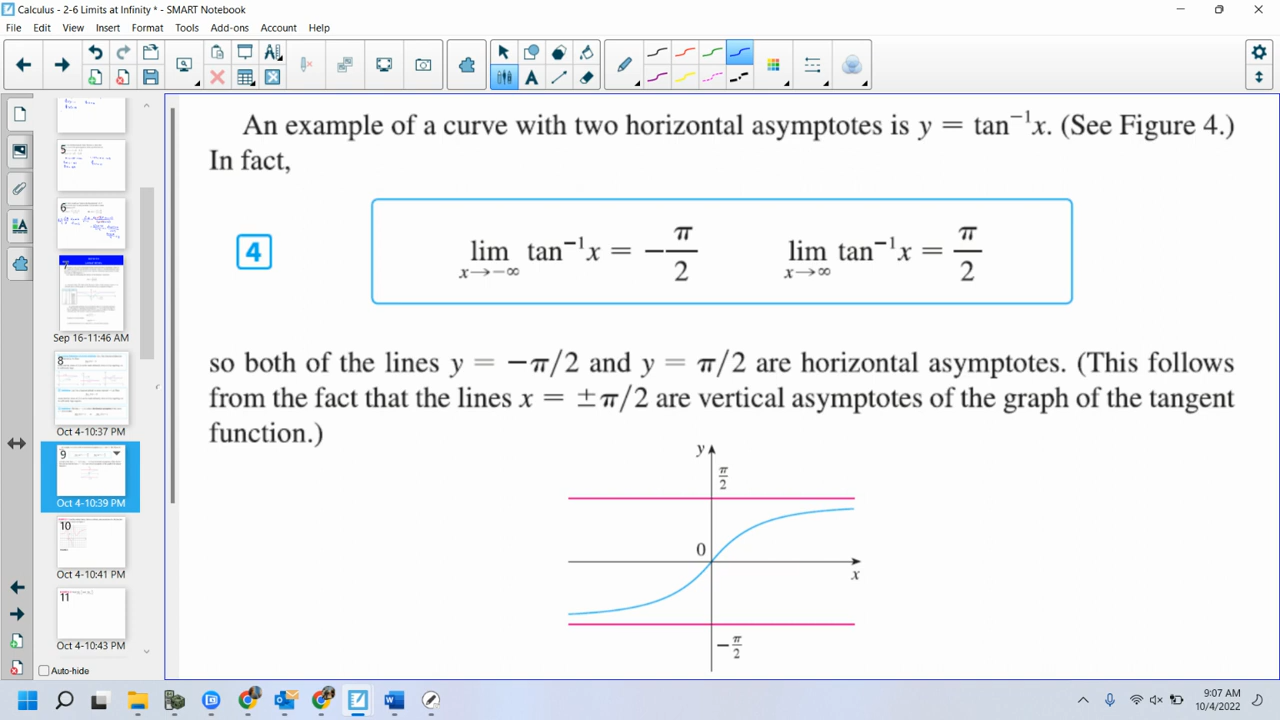 Calculus - 2-6 Limits at Infinity * - SMART Notebook
File Edit View Insert Format Tools Add-ons Account Help
An example of a curve with two horizontal asymptotes is y = tan⁻¹x. (See Figure 4.)
In fact,
4
lim x→−∞ tan⁻¹x = −π/2
lim x→∞ tan⁻¹x = π/2
so both of the lines y = −π/2 and y = π/2 are horizontal asymptotes. (This follows
from the fact that the lines x = ±π/2 are vertical asymptotes of the graph of the tangent
function.)
y
π/2
0
x
−π/2
5
6
7
Sep 16-11:46 AM
8
Oct 4-10:37 PM
9
Oct 4-10:39 PM
10
Oct 4-10:41 PM
11
Oct 4-10:43 PM
Auto-hide
9:07 AM
10/4/2022